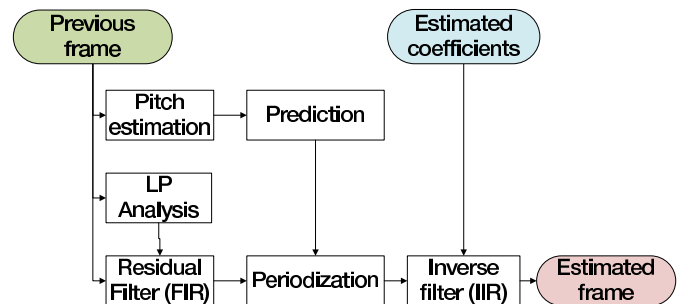 Previous
frame
Estimated
coefficients
Pitch
estimation
Prediction
LP
Analysis
Residual
Filter (FIR)
Periodization
Inverse
filter (IIR)
Estimated
frame